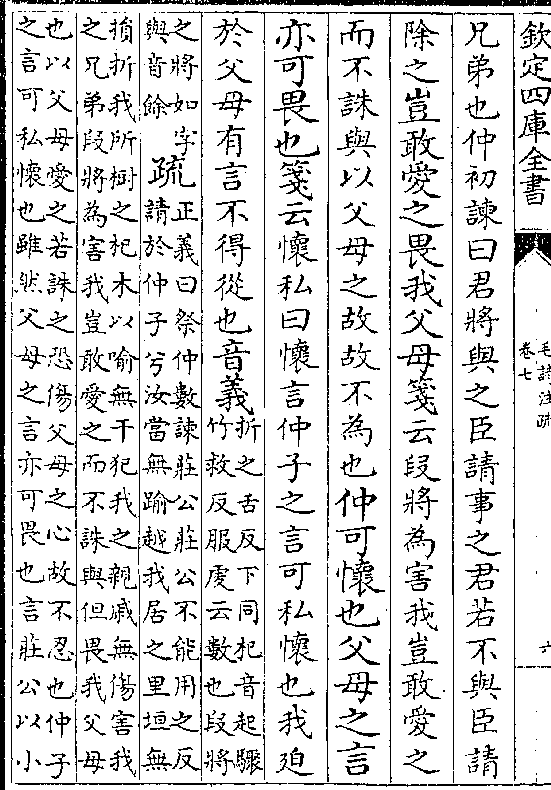 欽定四庫全書
毛詩注疏
卷七
六
兄弟也仲初諫曰君將與之臣請事之君若不與臣請
除之豈敢愛之畏我父母箋云段將為害我豈敢愛之
而不誅與以父母之故故不為也仲可懷也父母之言
亦可畏也箋云懷私曰懷言仲子之言可私懷也我迫
於父母有言不得從也音義
折之舌反下同杞音起驟
竹救反服虔云數也段將
之將如字
與音餘
疏
正義曰祭仲數諫莊公莊公不能用之反
請於仲子兮汝當無踰越我居之里垣無
損折我所樹之杞木以喻無干犯我之親戚無傷害我
之兄弟段將為害我豈敢愛之而不誅與但畏我父母
也以父母愛之若誅之恐傷父母之心故不忍也仲子
之言可私懷也雖然父母之言亦可畏也言莊公以小